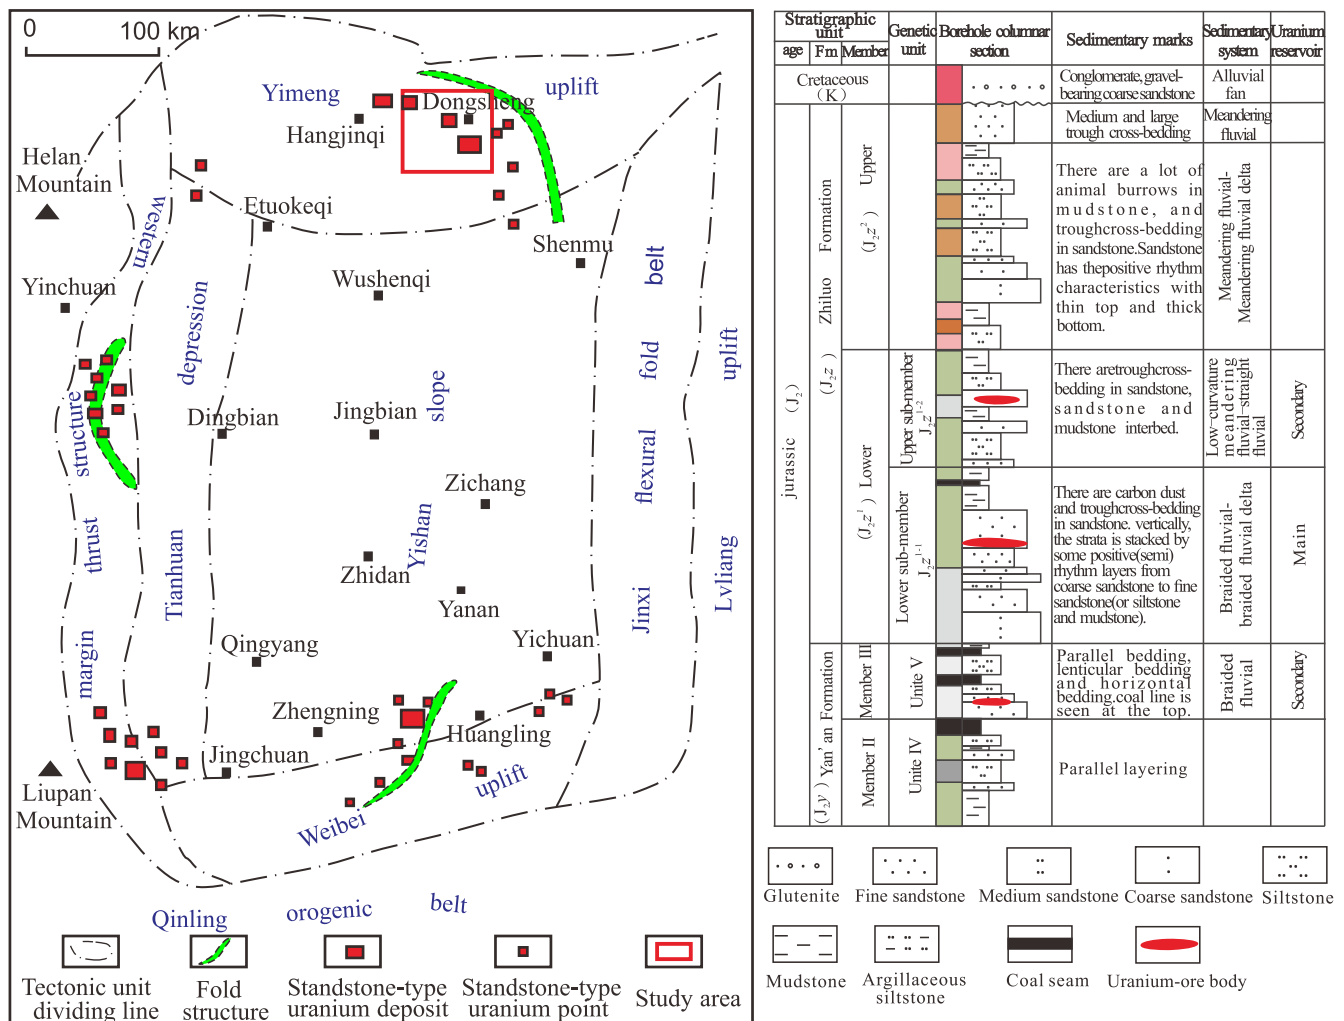 0
100 km
Yimeng
uplift
Dongsheng
Hangjinqi
Helan
Mountain
western
Etuokeqi
Shenmu
Yinchuan
Wushenqi
belt
depression
fold
uplift
slope
Jingbian
Dingbian
structure
Zichang
flexural
thrust
Yishan
Zhidan
Tianhuan
Yanan
Jinxi
Lvliang
Yichuan
Qingyang
margin
Zhengning
Huangling
Jingchuan
uplift
Liupan
Mountain
Weibei
Qinling
orogenic
belt
Tectonic unit
dividing line
Fold
structure
Standstone-type
uranium deposit
Standstone-type
uranium point
Study area
Stratigraphic
unit
age
Fm
Member
Genetic
unit
Borehole columnar
section
Sedimentary marks
Sedimentary
system
Uranium
reservoir
Cretaceous
(K)
Conglomerate, gravel-
bearing coarse sandstone
Alluvial
fan
Medium and large
trough cross-bedding
Meandering
fluvial
jurassic (J₂)
Zhiluo Formation
(J₂z)
Upper
(J₂z²)
There are a lot of
animal burrows in
mudstone, and
troughcross-bedding
in sandstone.Sandstone
has thepositive rhythm
characteristics with
thin top and thick
bottom.
Meandering fluvial-
Meandering fluvial delta
Lower
(J₂z¹)
Upper sub-member
J₂z¹⁻²
There aretroughcross-
bedding in sandstone,
sandstone and
mudstone interbed.
Low-curvature
meandering
fluvial-straight
fluvial
Secondary
Lower sub-member
J₂z¹⁻¹
There are carbon dust
and troughcross-bedding
in sandstone. vertically,
the strata is stacked by
some positive(semi)
rhythm layers from
coarse sandstone to fine
sandstone(or siltstone
and mudstone).
Braided fluvial-
braided fluvial delta
Main
(J₂y) Yan' an Formation
Member III
Unite V
Parallel bedding,
lenticular bedding
and horizontal
bedding.coal line is
seen at the top.
Braided
fluvial
Secondary
Member II
Unite IV
Parallel layering
Glutenite
Fine sandstone
Medium sandstone
Coarse sandstone
Siltstone
Mudstone
Argillaceous
siltstone
Coal seam
Uranium-ore body